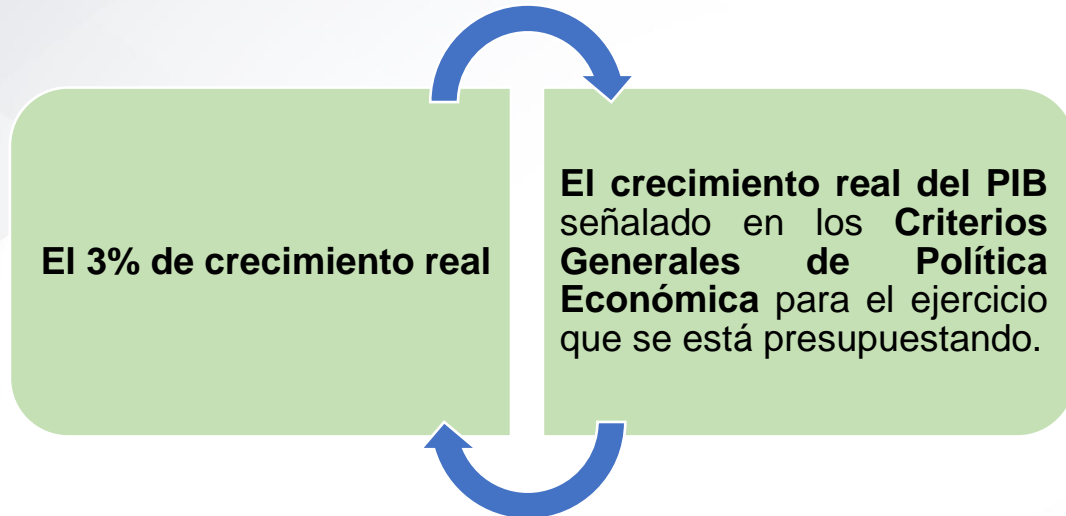 El 3% de crecimiento real
El crecimiento real del PIB
señalado en los Criterios
Generales de Política
Económica para el ejercicio
que se está presupuestando.